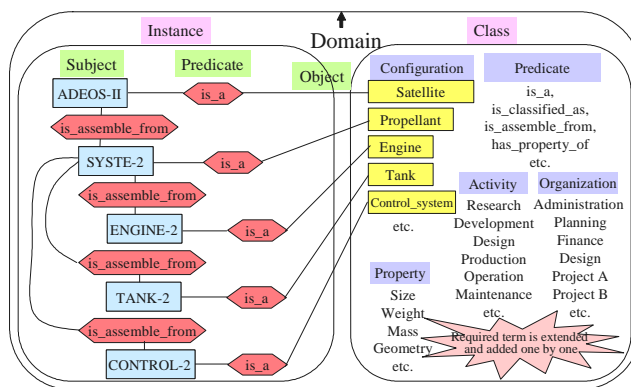 Instance
Domain
Class
Subject
Predicate
Object
ADEOS-II
is_a
is_assemble_from
SYSTE-2
is_a
is_assemble_from
ENGINE-2
is_a
is_assemble_from
TANK-2
is_a
is_assemble_from
CONTROL-2
is_a
Configuration
Satellite
Propellant
Engine
Tank
Control_system
etc.
Predicate
is_a,
is_classified_as,
is_assemble_from,
has_property_of
etc.
Activity
Research
Development
Design
Production
Operation
Maintenance
etc.
Organization
Administration
Planning
Finance
Design
Project A
Project B
etc.
Property
Size
Weight
Mass
Geometry
etc.
Required term is extended
and added one by one.